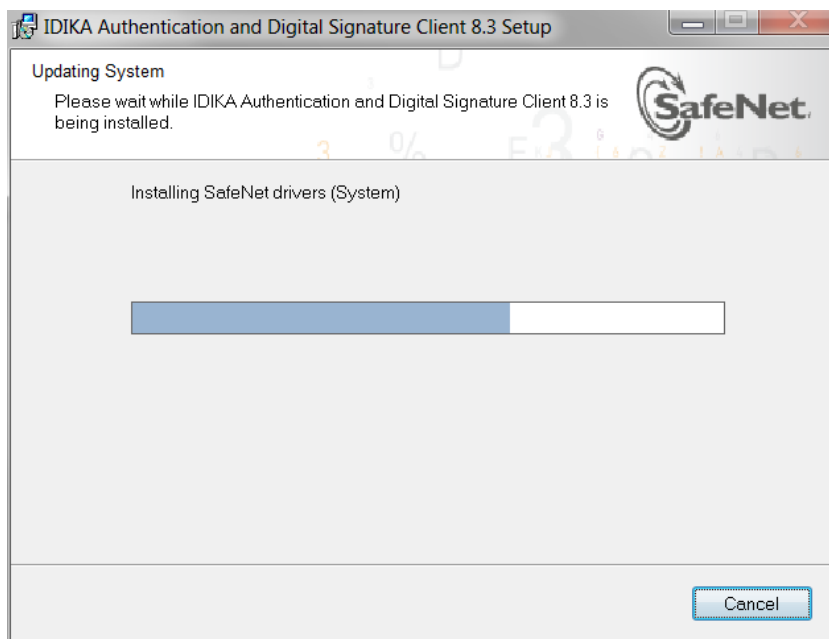 IDIKA Authentication and Digital Signature Client 8.3 Setup
Updating System
Please wait while IDIKA Authentication and Digital Signature Client 8.3 is
being installed.
SafeNet.
Installing SafeNet drivers (System)
Cancel